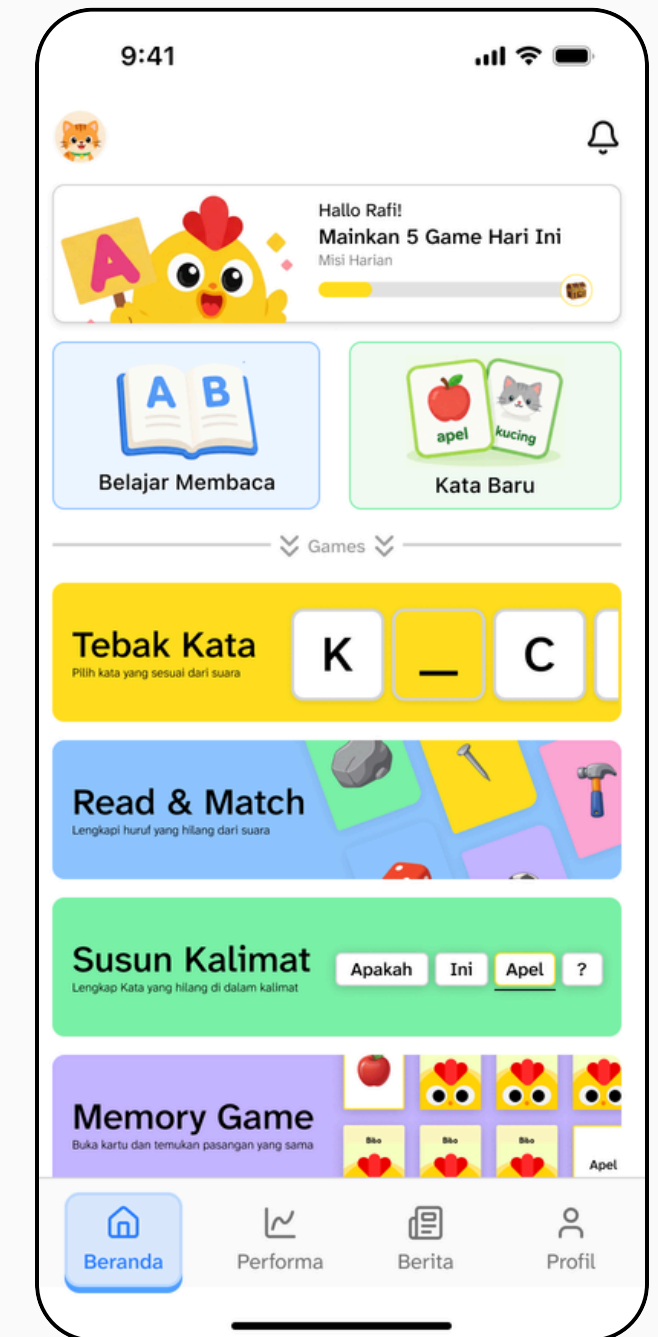 9:41
A
Hallo Rafi!
Mainkan 5 Game Hari Ini
Misi Harian
A B
Belajar Membaca
apel
kucing
Kata Baru
Games
Tebak Kata
Pilih kata yang sesuai dari suara
K _ C
Read & Match
Lengkapi huruf yang hilang dari suara
Susun Kalimat
Lengkap Kata yang hilang di dalam kalimat
Apakah Ini Apel ?
Memory Game
Buka kartu dan temukan pasangan yang sama
Bibo Bibo Bibo
Apel
Beranda Performa Berita Profil